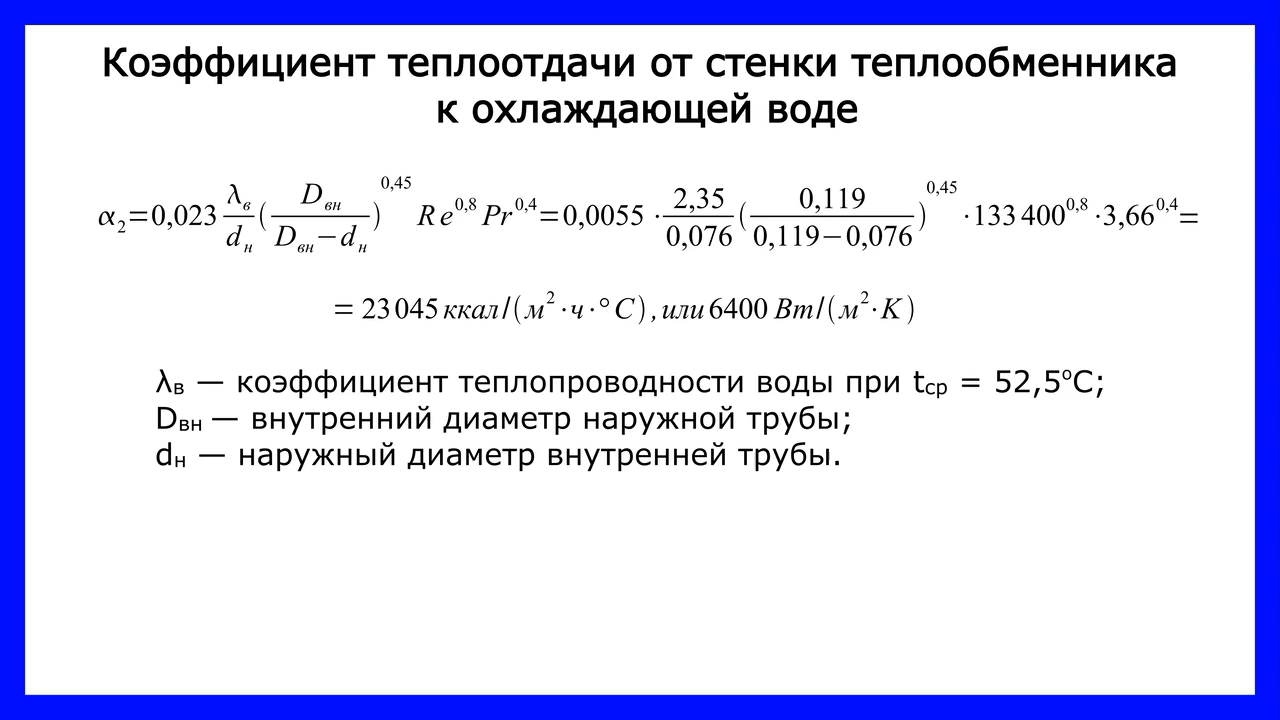 Коэффициент теплоотдачи от стенки теплообменника
к охлаждающей воде
α₂=0,023 λв/dн (Dвн/(Dвн−dн))^0,45 Re^0,8 Pr^0,4=0,0055 · 2,35/0,076 (0,119/(0,119−0,076))^0,45 ·133 400^0,8 ·3,66^0,4=
= 23 045 ккал/(м² ·ч ·°C), или 6400 Вт/(м²·K)
λв — коэффициент теплопроводности воды при tср = 52,5°C;
Dвн — внутренний диаметр наружной трубы;
dн — наружный диаметр внутренней трубы.